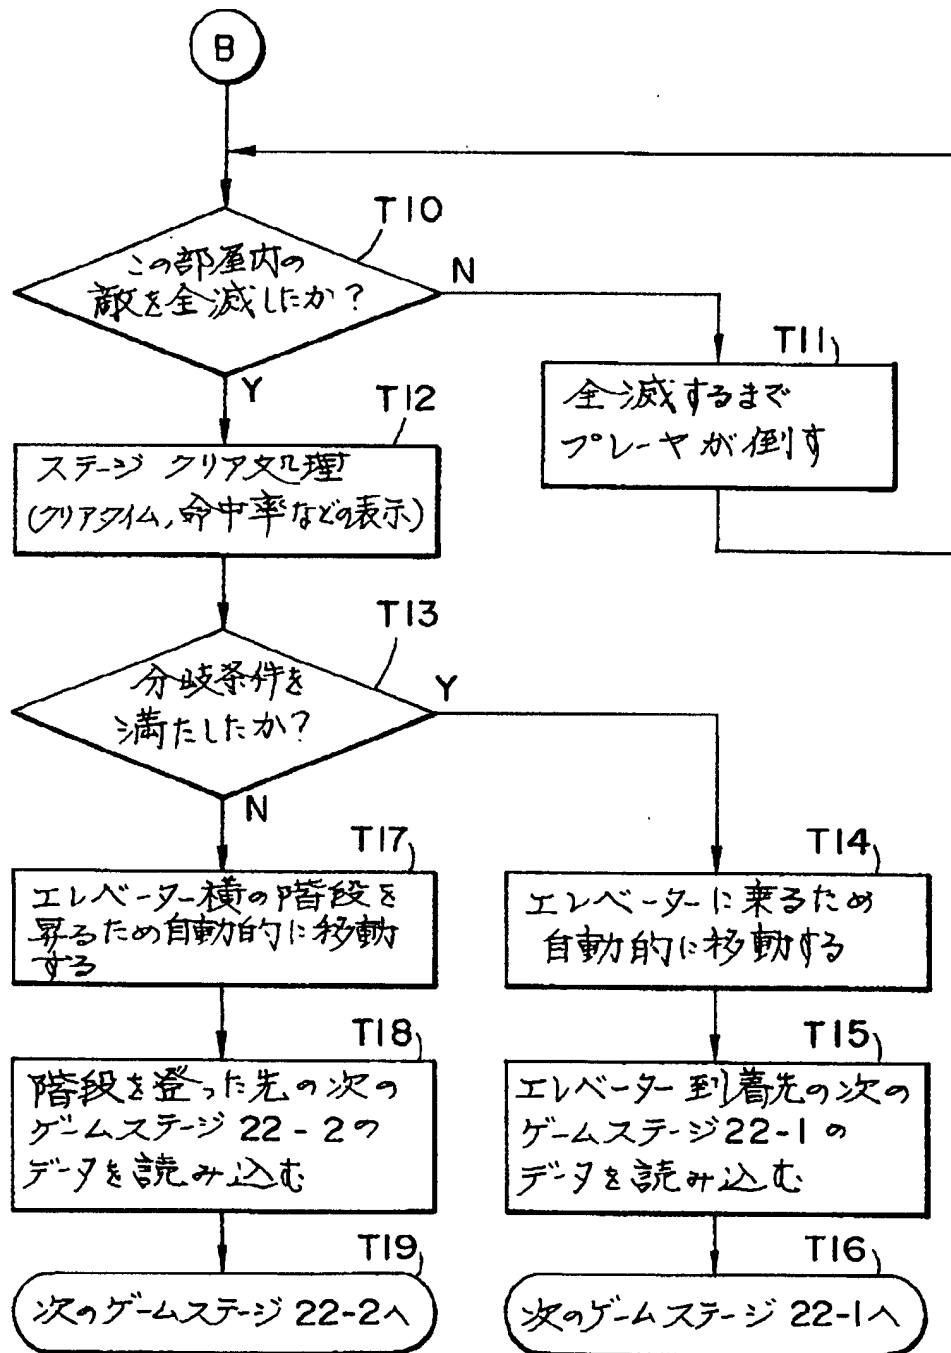 B
T10
この部屋内の
敵を全滅したか?
N
Y
T11
全滅するまで
プレーヤが倒す
T12
ステージ クリア処理
(クリアタイム,命中率などの表示)
T13
分岐条件を
満たしたか?
Y
N
T17
エレベーター横の階段を
昇るため自動的に移動
する
T14
エレベーターに乗るため
自動的に移動する
T18
階段を登った先の次の
ゲームステージ 22-2の
データを読み込む
T15
エレベーター到着先の次の
ゲームステージ22-1の
データを読み込む
T19
次のゲームステージ 22-2へ
T16
次のゲームステージ 22-1へ